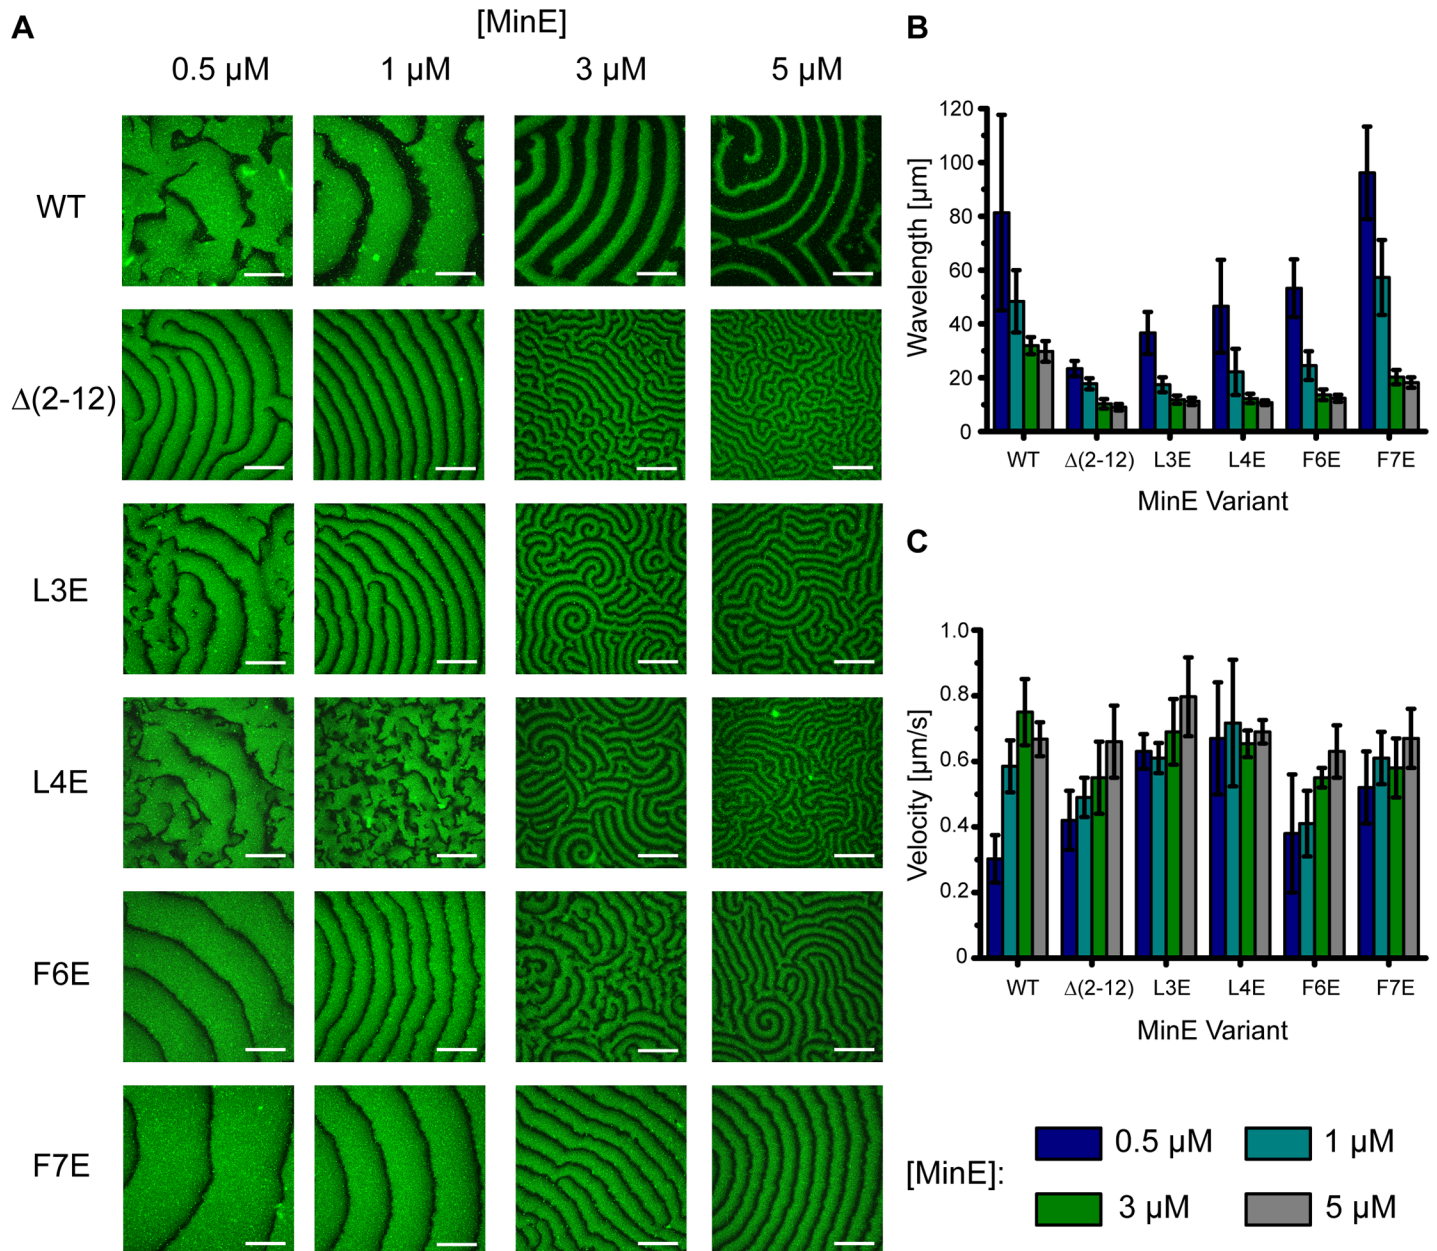 A
[MinE]
0.5 µM 1 µM 3 µM 5 µM
WT
Δ(2-12)
L3E
L4E
F6E
F7E
B
120
100
80
60
40
20
0
Wavelength [µm]
WT Δ(2-12) L3E L4E F6E F7E
MinE Variant
C
1.0
0.8
0.6
0.4
0.2
0
Velocity [µm/s]
WT Δ(2-12) L3E L4E F6E F7E
MinE Variant
[MinE]:
0.5 µM 1 µM
3 µM 5 µM